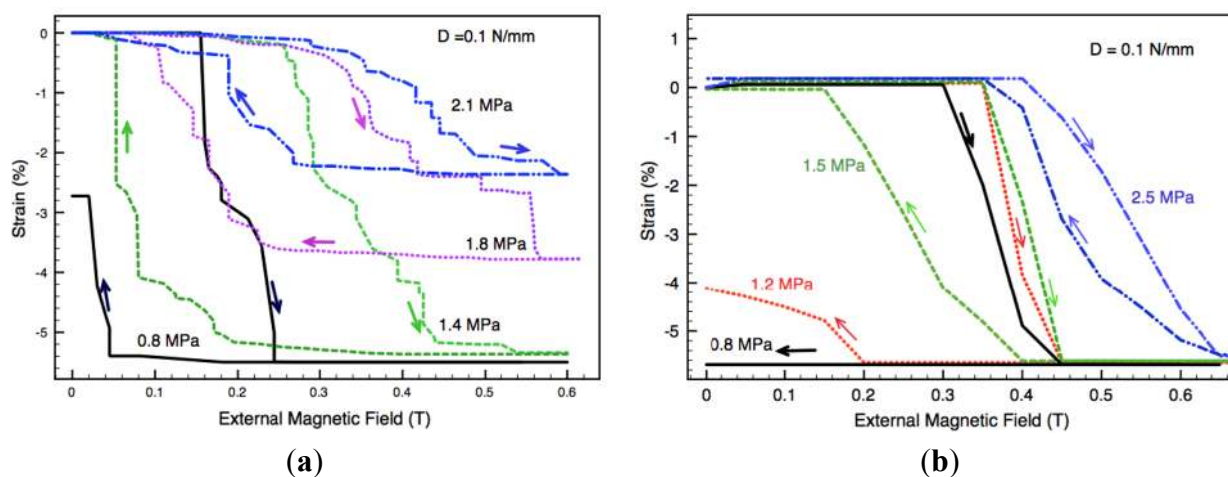 D =0.1 N/mm
0
-1
-2
-3
-4
-5
Strain (%)
2.1 MPa
1.8 MPa
1.4 MPa
0.8 MPa
0 0.1 0.2 0.3 0.4 0.5 0.6
External Magnetic Field (T)
(a)
D = 0.1 N/mm
1
0
-1
-2
-3
-4
-5
Strain (%)
1.5 MPa
2.5 MPa
1.2 MPa
0.8 MPa
0 0.1 0.2 0.3 0.4 0.5 0.6
External Magnetic Field (T)
(b)